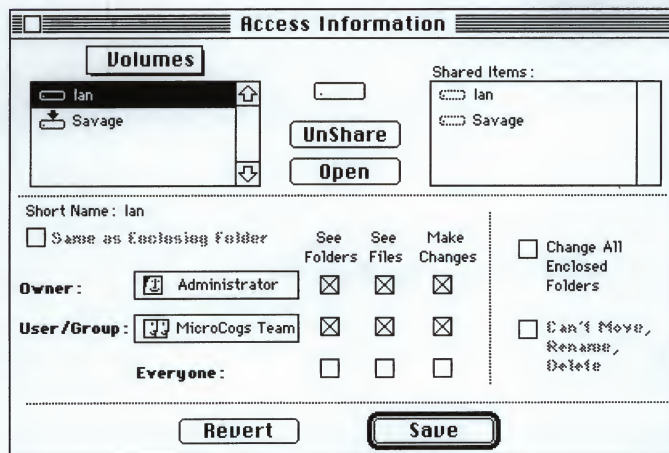 Access Information
Volumes
Ian
Savage
UnShare
Open
Shared Items:
Ian
Savage
Short Name: Ian
Same as Enclosing Folder
See Folders
See Files
Make Changes
Owner: Administrator
User/Group: MicroCogs Team
Everyone:
Change All
Enclosed
Folders
Can't Move,
Rename,
Delete
Revert
Save